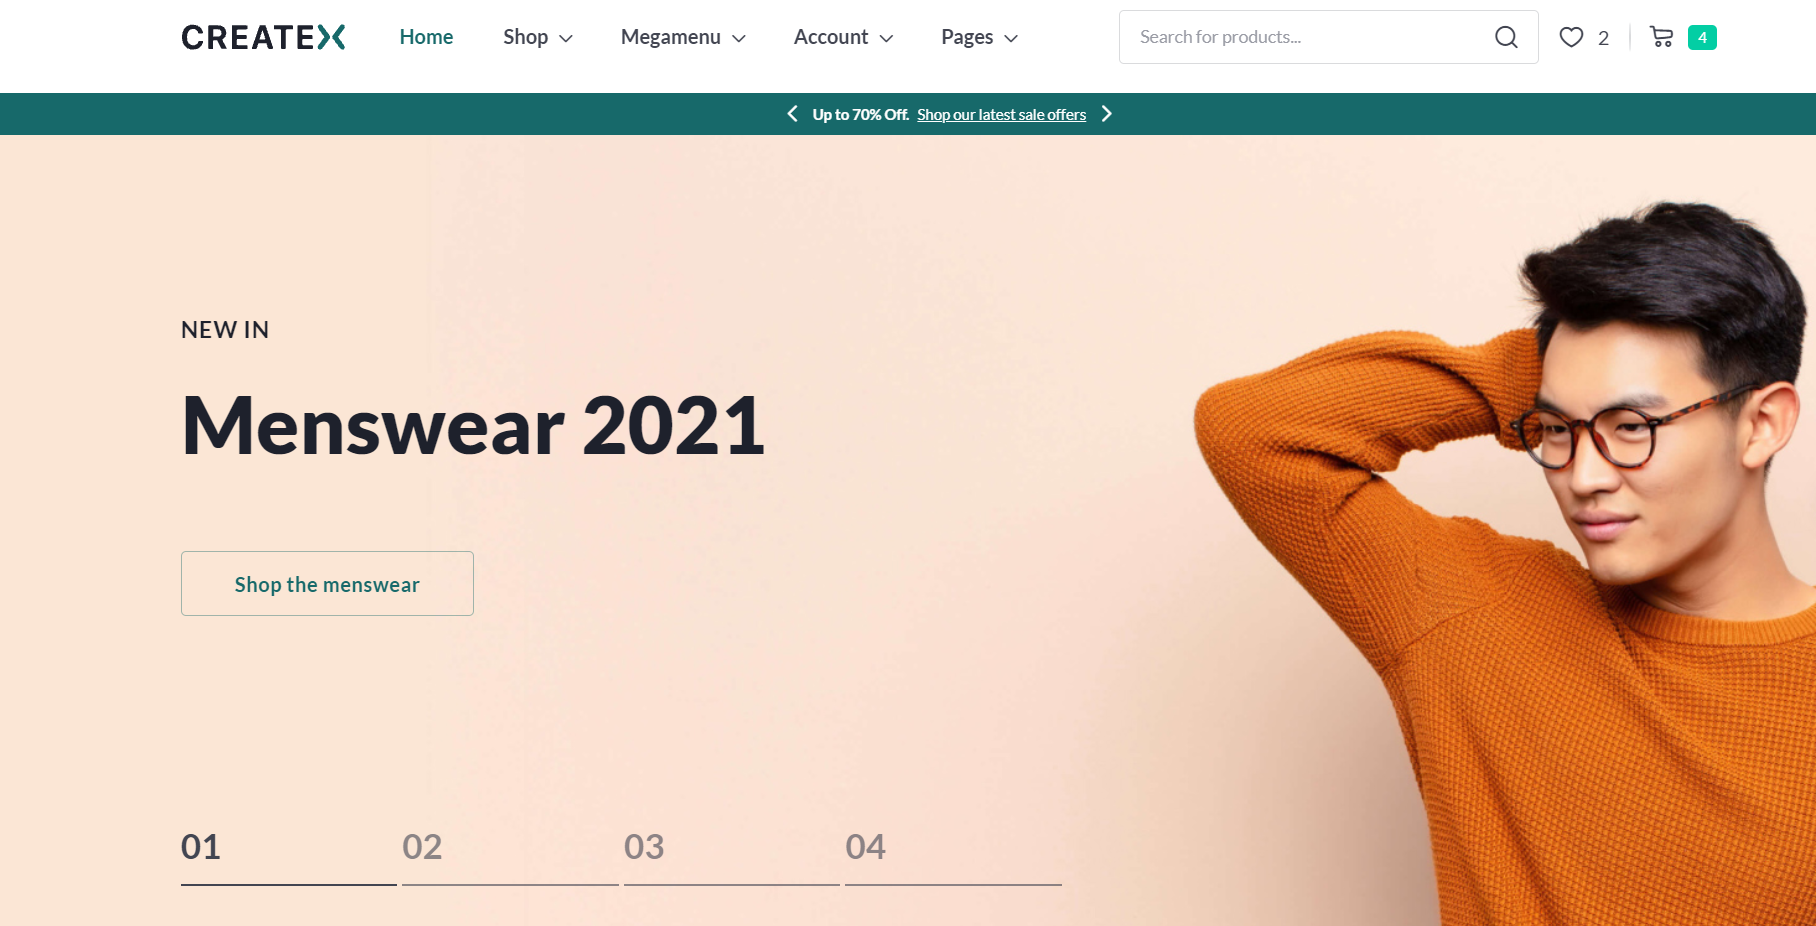 CREATEX
Home
Shop
Megamenu
Account
Pages
Search for products...
2
4
Up to 70% Off. Shop our latest sale offers
NEW IN
Menswear 2021
Shop the menswear
01
02
03
04